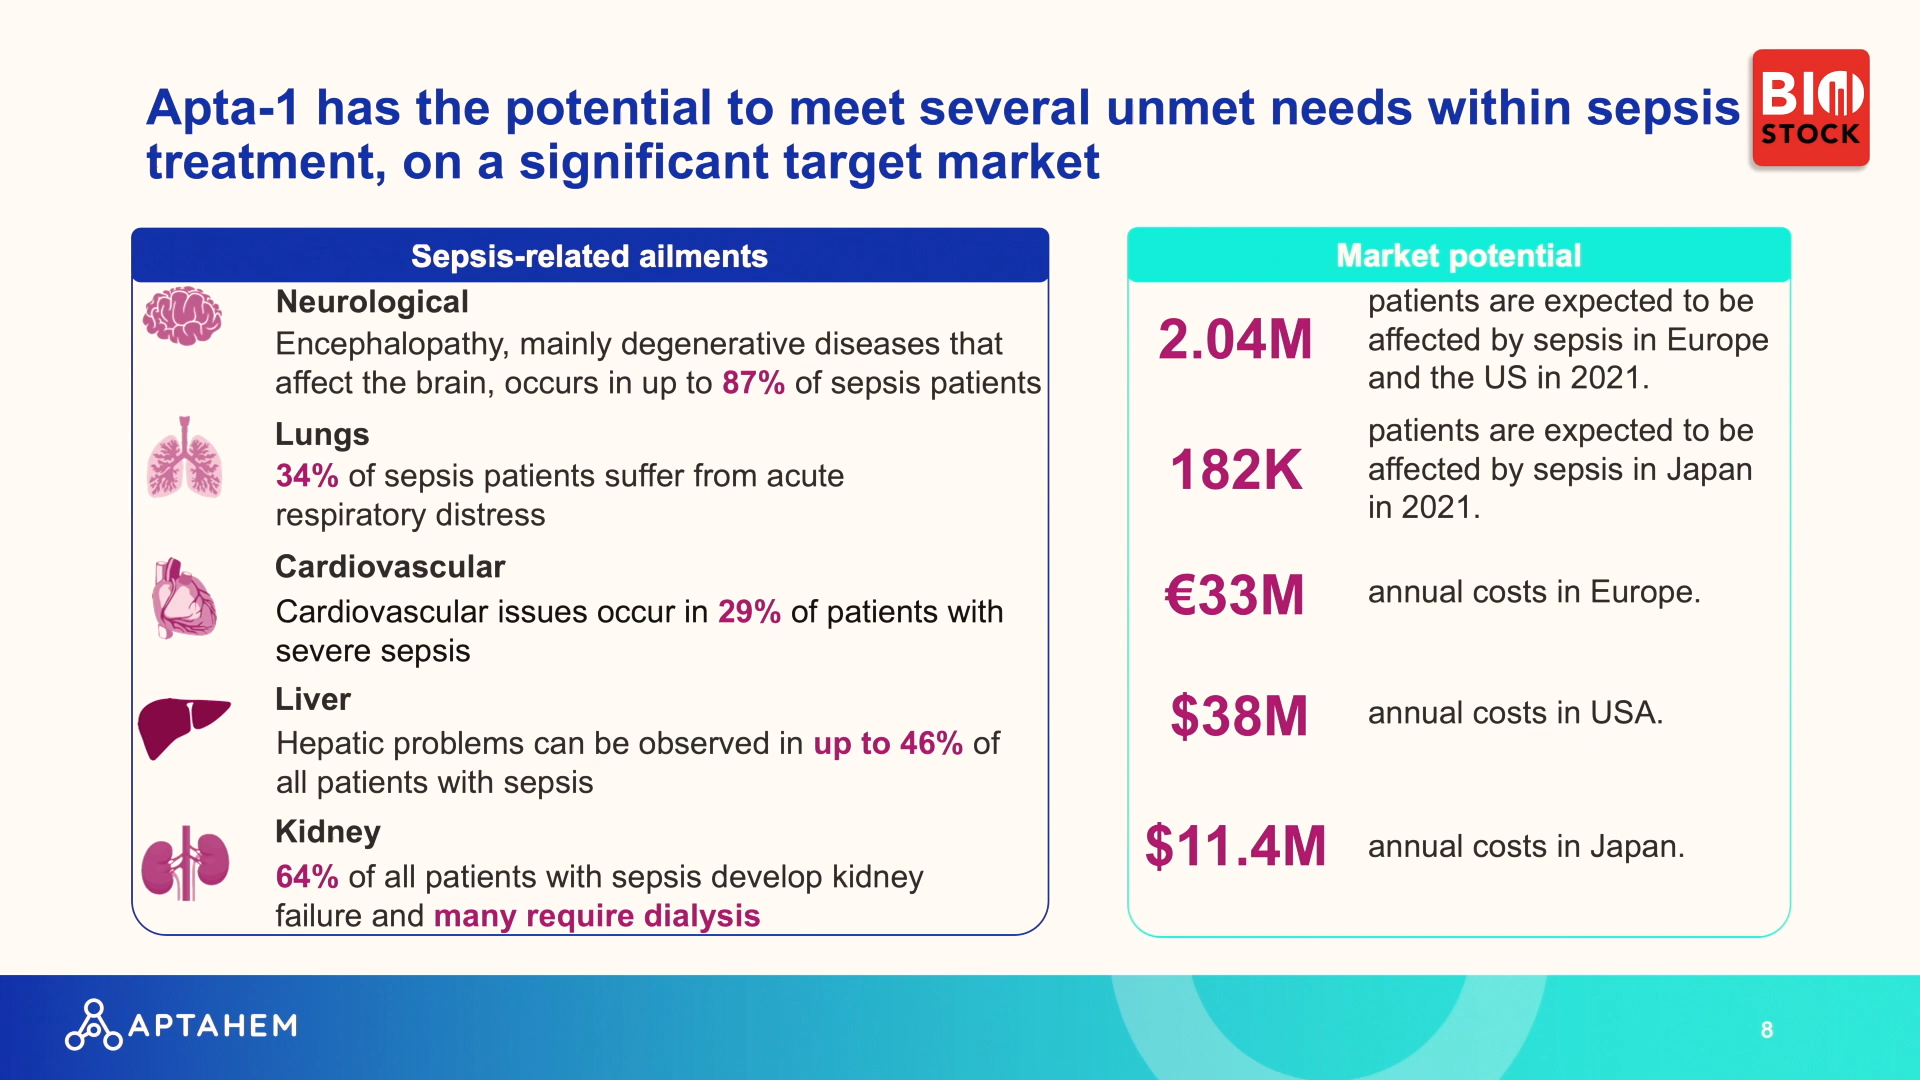 Apta-1 has the potential to meet several unmet needs within sepsis
treatment, on a significant target market
BIO
STOCK
Sepsis-related ailments
Neurological
Encephalopathy, mainly degenerative diseases that
affect the brain, occurs in up to 87% of sepsis patients
Lungs
34% of sepsis patients suffer from acute
respiratory distress
Cardiovascular
Cardiovascular issues occur in 29% of patients with
severe sepsis
Liver
Hepatic problems can be observed in up to 46% of
all patients with sepsis
Kidney
64% of all patients with sepsis develop kidney
failure and many require dialysis
Market potential
2.04M
patients are expected to be
affected by sepsis in Europe
and the US in 2021.
182K
patients are expected to be
affected by sepsis in Japan
in 2021.
€33M
annual costs in Europe.
$38M
annual costs in USA.
$11.4M
annual costs in Japan.
APTAHEM
8